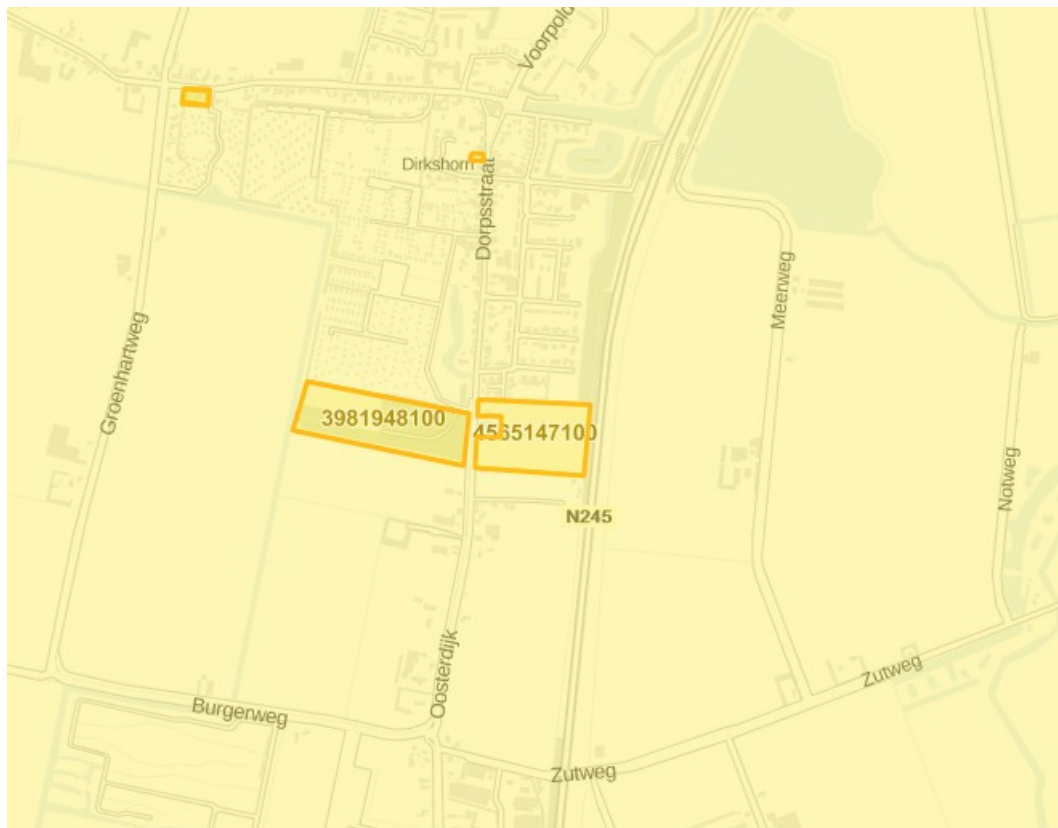 Voorpold
Dirkshorn
Dorpsstraat
Meerweg
Groenhartweg
3981948100
4565147100
Notweg
N245
Oosterdijk
Zutweg
Burgerweg
Zutweg